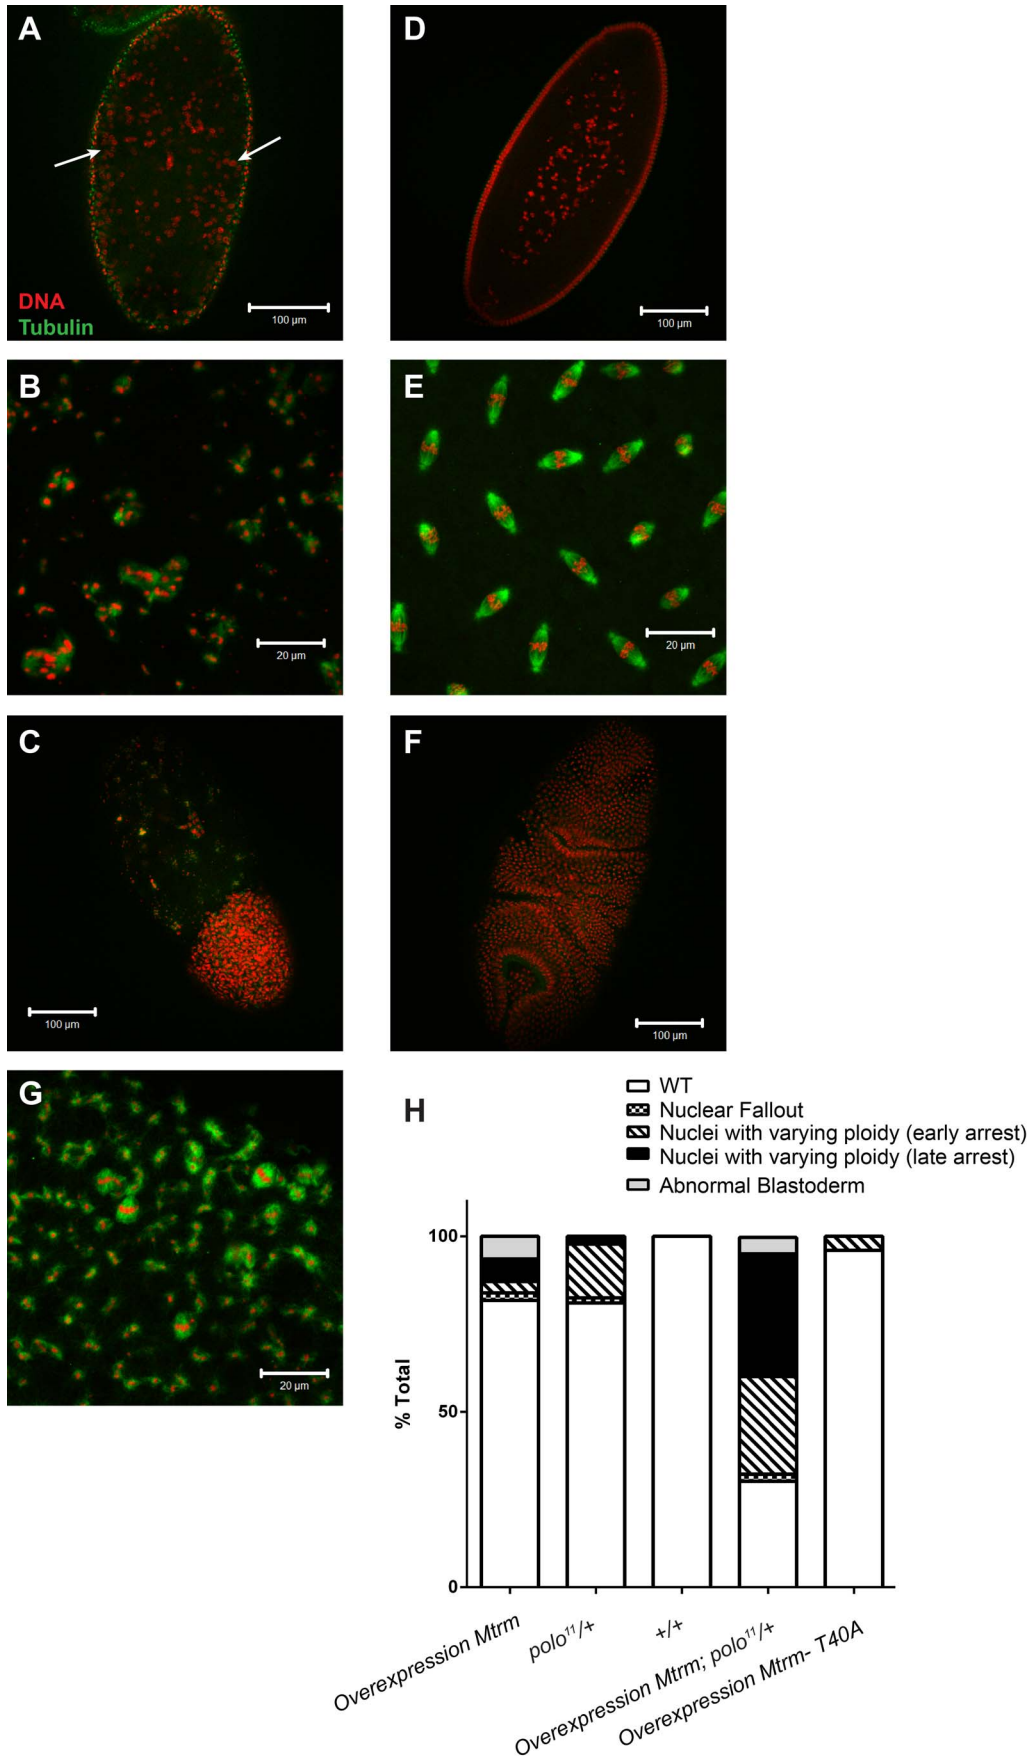 A
DNA
Tubulin
100 µm
D
100 µm
B
20 µm
E
20 µm
C
100 µm
F
100 µm
G
20 µm
H
WT
Nuclear Fallout
Nuclei with varying ploidy (early arrest)
Nuclei with varying ploidy (late arrest)
Abnormal Blastoderm
% Total
100
50
0
Overexpression Mtrm
polo¹¹/+
+/+
Overexpression Mtrm; polo¹¹/+
Overexpression Mtrm- T40A